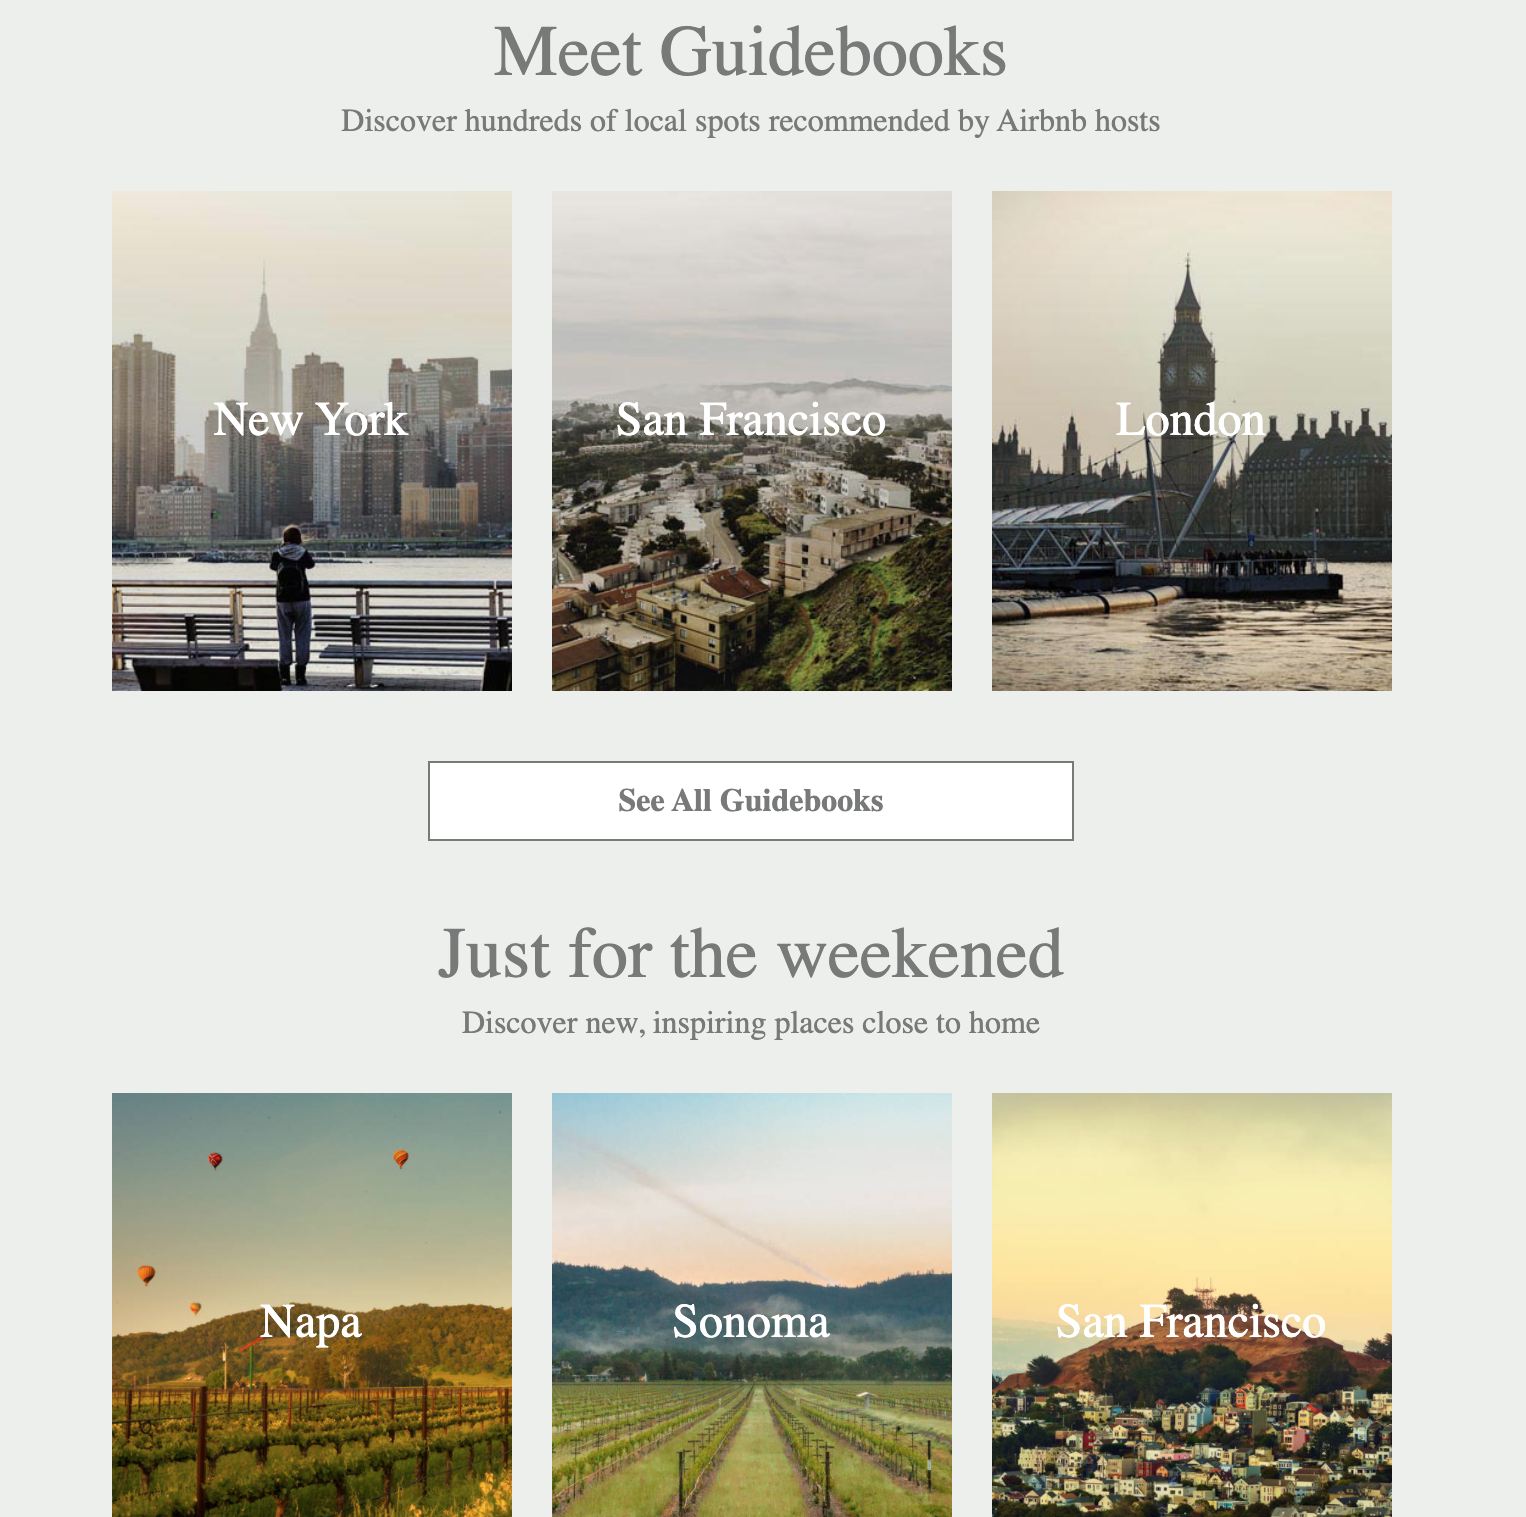 Meet Guidebooks
Discover hundreds of local spots recommended by Airbnb hosts
New York
San Francisco
London
See All Guidebooks
Just for the weekened
Discover new, inspiring places close to home
Napa
Sonoma
San Francisco